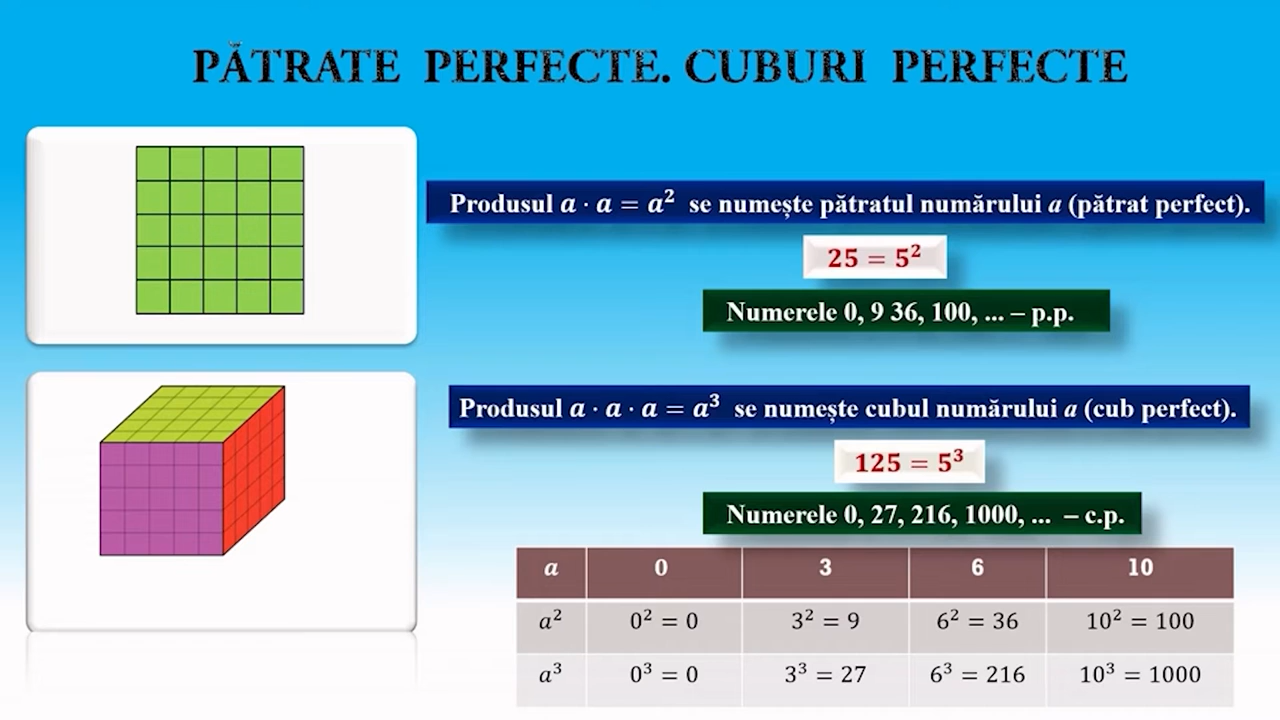 PĂTRATE PERFECTE. CUBURI PERFECTE
Produsul a · a = a² se numește pătratul numărului a (pătrat perfect).
25 = 5²
Numerele 0, 9 36, 100, ... – p.p.
Produsul a · a · a = a³ se numește cubul numărului a (cub perfect).
125 = 5³
Numerele 0, 27, 216, 1000, ... – c.p.
a 0 3 6 10
a² 0² = 0 3² = 9 6² = 36 10² = 100
a³ 0³ = 0 3³ = 27 6³ = 216 10³ = 1000